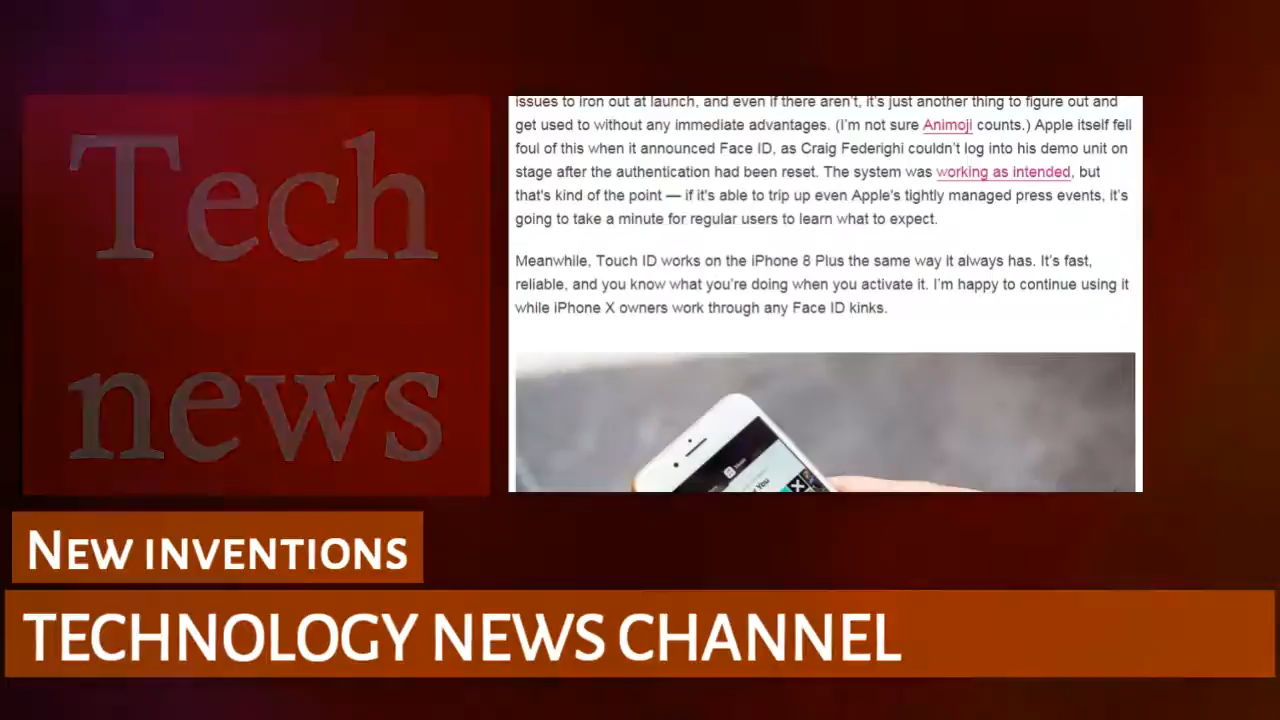 Tech
news
issues to iron out at launch, and even if there aren't, it's just another thing to figure out and
get used to without any immediate advantages. (I'm not sure Animoji counts.) Apple itself fell
foul of this when it announced Face ID, as Craig Federighi couldn't log into his demo unit on
stage after the authentication had been reset. The system was working as intended, but
that's kind of the point — if it's able to trip up even Apple's tightly managed press events, it's
going to take a minute for regular users to learn what to expect.
Meanwhile, Touch ID works on the iPhone 8 Plus the same way it always has. It's fast,
reliable, and you know what you're doing when you activate it. I'm happy to continue using it
while iPhone X owners work through any Face ID kinks.
Music
You
NEW INVENTIONS
TECHNOLOGY NEWS CHANNEL